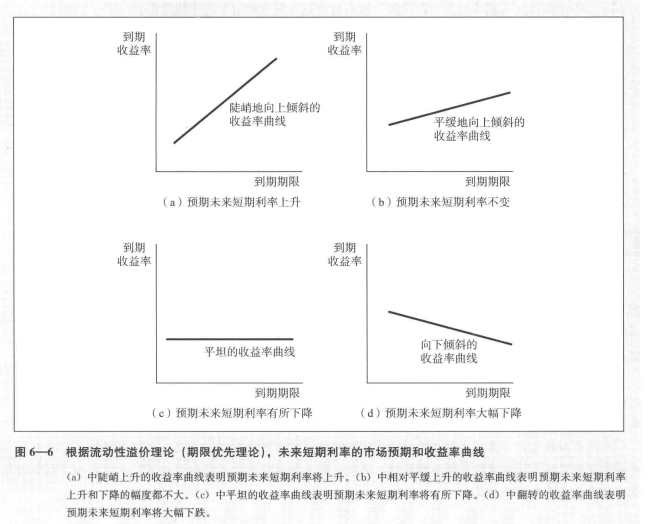 到期
收益率
陡峭地向上倾斜的
收益率曲线
到期期限
（a）预期未来短期利率上升
到期
收益率
平缓地向上倾斜的
收益率曲线
到期期限
（b）预期未来短期利率不变
到期
收益率
平坦的收益率曲线
到期期限
（c）预期未来短期利率有所下降
到期
收益率
向下倾斜的
收益率曲线
到期期限
（d）预期未来短期利率大幅下降
图 6—6 根据流动性溢价理论（期限优先理论），未来短期利率的市场预期和收益率曲线
（a）中陡峭上升的收益率曲线表明预期未来短期利率将上升。（b）中相对平缓上升的收益率曲线表明预期未来短期利率
上升和下降的幅度都不大。（c）中平坦的收益率曲线表明预期未来短期利率将有所下降。（d）中翻转的收益率曲线表明
预期未来短期利率将大幅下跌。